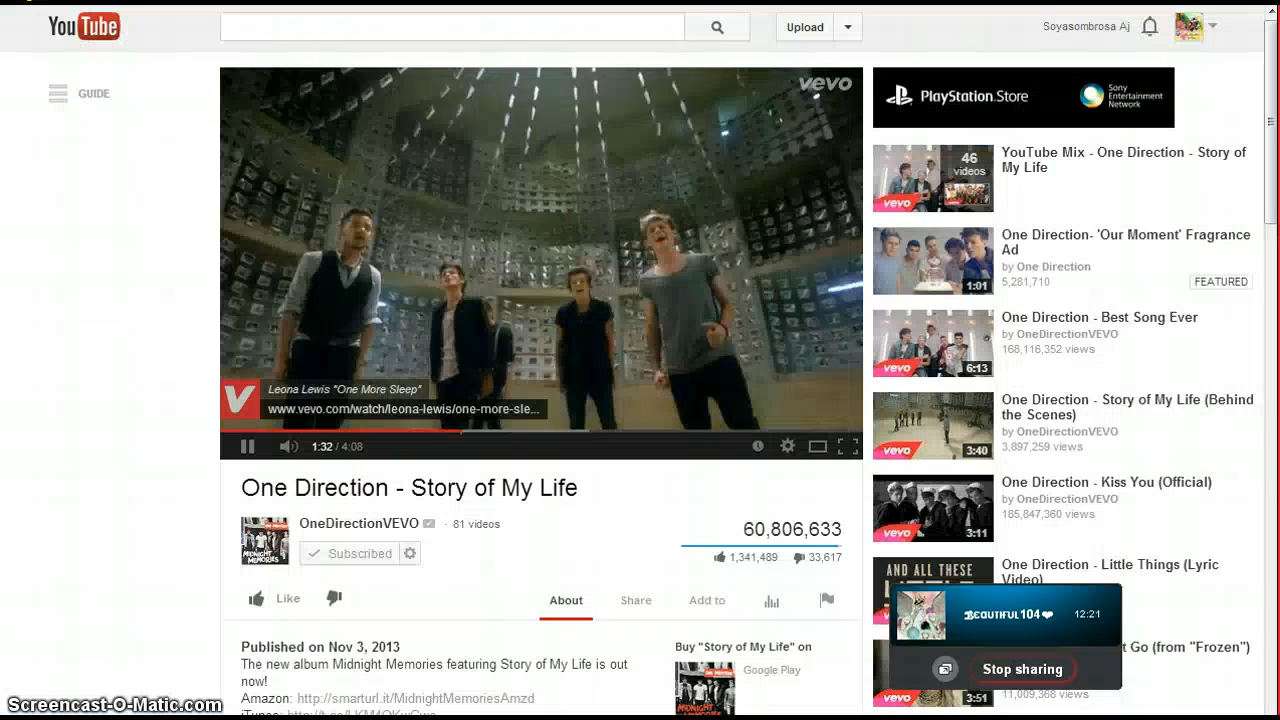 YouTube
Upload
Soyasombrosa Aj
GUIDE
vevo
Leona Lewis "One More Sleep"
www.vevo.com/watch/leona-lewis/one-more-sle...
1:32 / 4:08
One Direction - Story of My Life
OneDirectionVEVO · 81 videos
Subscribed
60,806,633
1,341,489 33,617
Like
About Share Add to
Published on Nov 3, 2013
The new album Midnight Memories featuring Story of My Life is out
now!
Amazon: http://smarturl.it/MidnightMemoriesAmzd
Buy "Story of My Life" on
Google Play
MIDNIGHT
MEMORIES
PlayStation.Store
Sony
Entertainment
Network
46
videos
vevo
YouTube Mix - One Direction - Story of
My Life
1:01
One Direction- 'Our Moment' Fragrance
Ad
by One Direction
5,281,710
FEATURED
vevo
6:13
One Direction - Best Song Ever
by OneDirectionVEVO
168,116,352 views
vevo
3:40
One Direction - Story of My Life (Behind
the Scenes)
by OneDirectionVEVO
3,897,259 views
vevo
3:11
One Direction - Kiss You (Official)
by OneDirectionVEVO
185,847,360 views
AND ALL THESE
One Direction - Little Things (Lyric
Video)
BEAUTIFUL104❤ 12:21
Stop sharing
t Go (from "Frozen")
vevo
3:51
11,009,368 views
Screencast-O-Matic.com